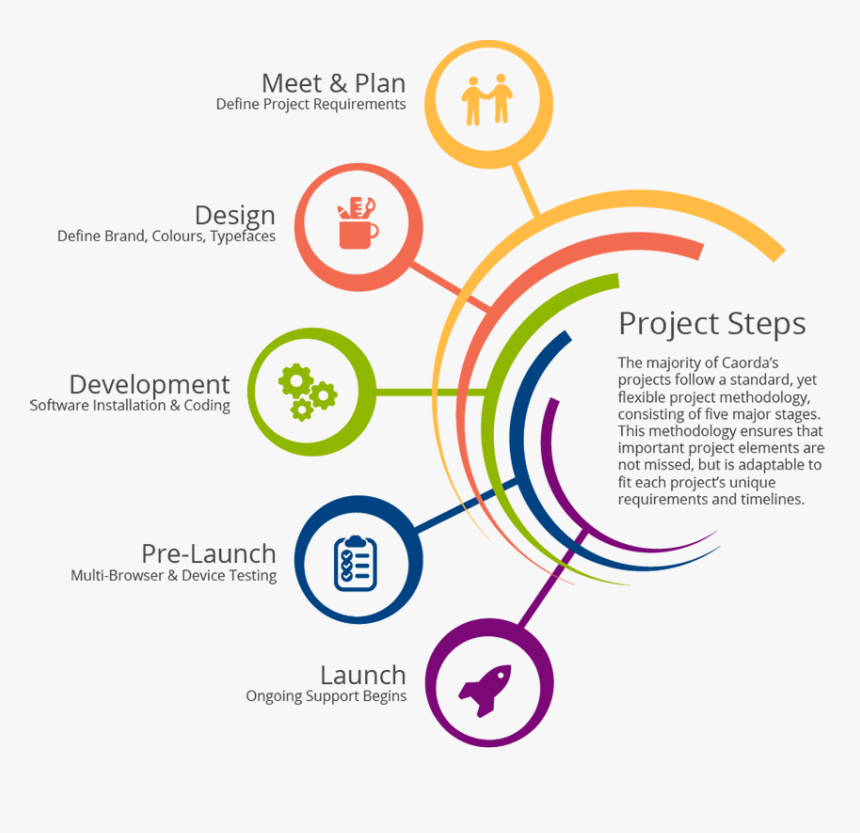 Meet & Plan
Define Project Requirements
Design
Define Brand, Colours, Typefaces
Development
Software Installation & Coding
Pre-Launch
Multi-Browser & Device Testing
Launch
Ongoing Support Begins
Project Steps
The majority of Caorda’s
projects follow a standard, yet
flexible project methodology,
consisting of five major stages.
This methodology ensures that
important project elements are
not missed, but is adaptable to
fit each project’s unique
requirements and timelines.